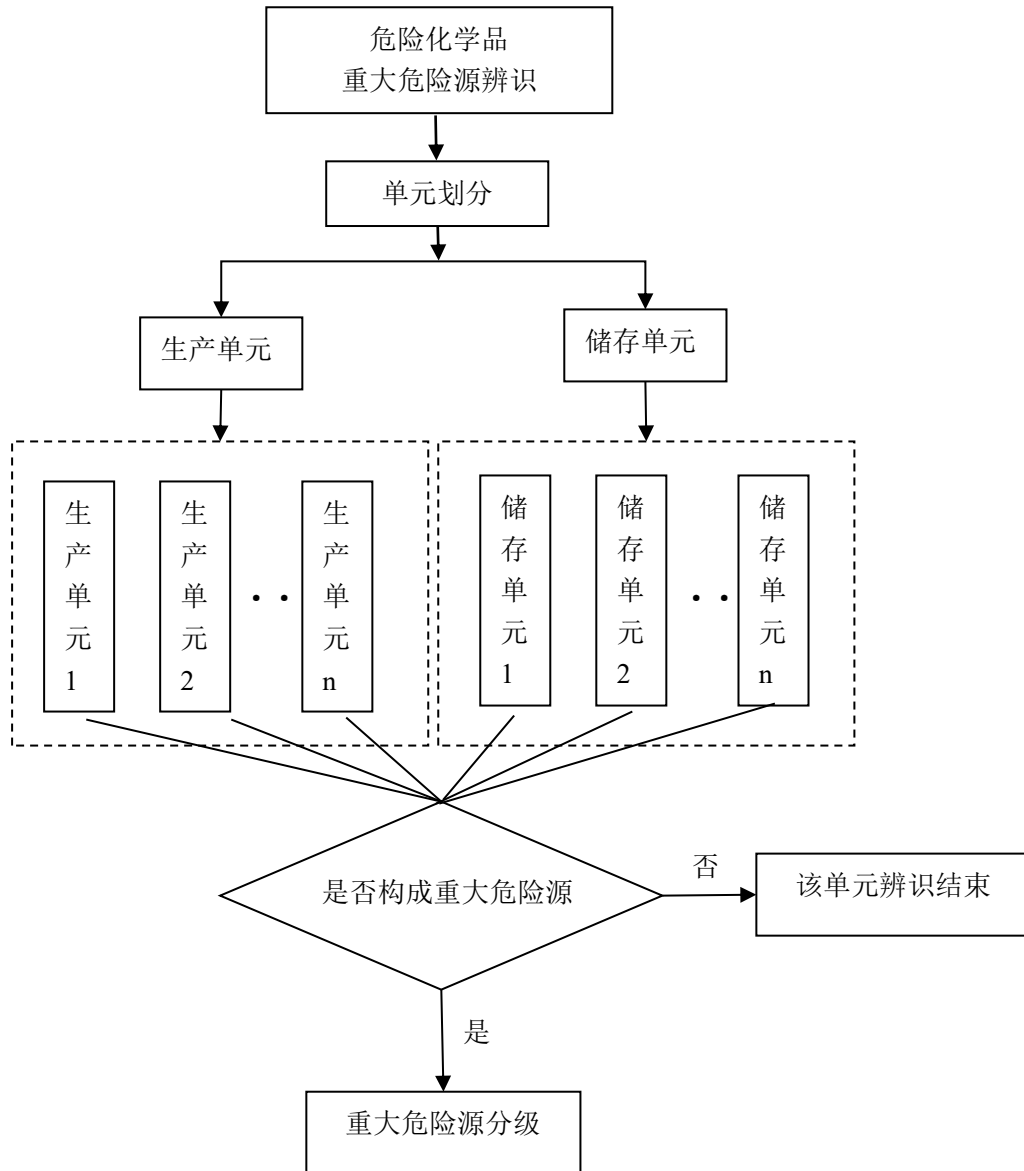 危险化学品
重大危险源辨识
单元划分
生产单元
储存单元
生产单元1
生产单元2
· ·
生产单元n
储存单元1
储存单元2
· ·
储存单元n
是否构成重大危险源
否
该单元辨识结束
是
重大危险源分级